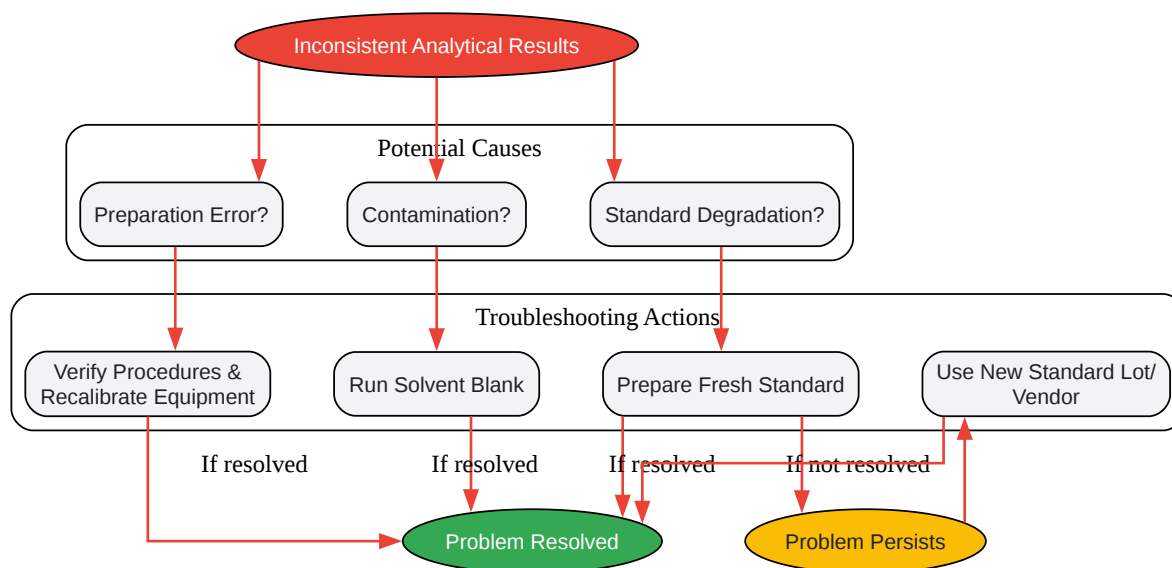 Inconsistent Analytical Results
Potential Causes
Preparation Error?
Contamination?
Standard Degradation?
Troubleshooting Actions
Verify Procedures &
Recalibrate Equipment
Run Solvent Blank
Prepare Fresh Standard
Use New Standard Lot/
Vendor
If resolved
If resolved
If resolved
If not resolved
Problem Resolved
Problem Persists